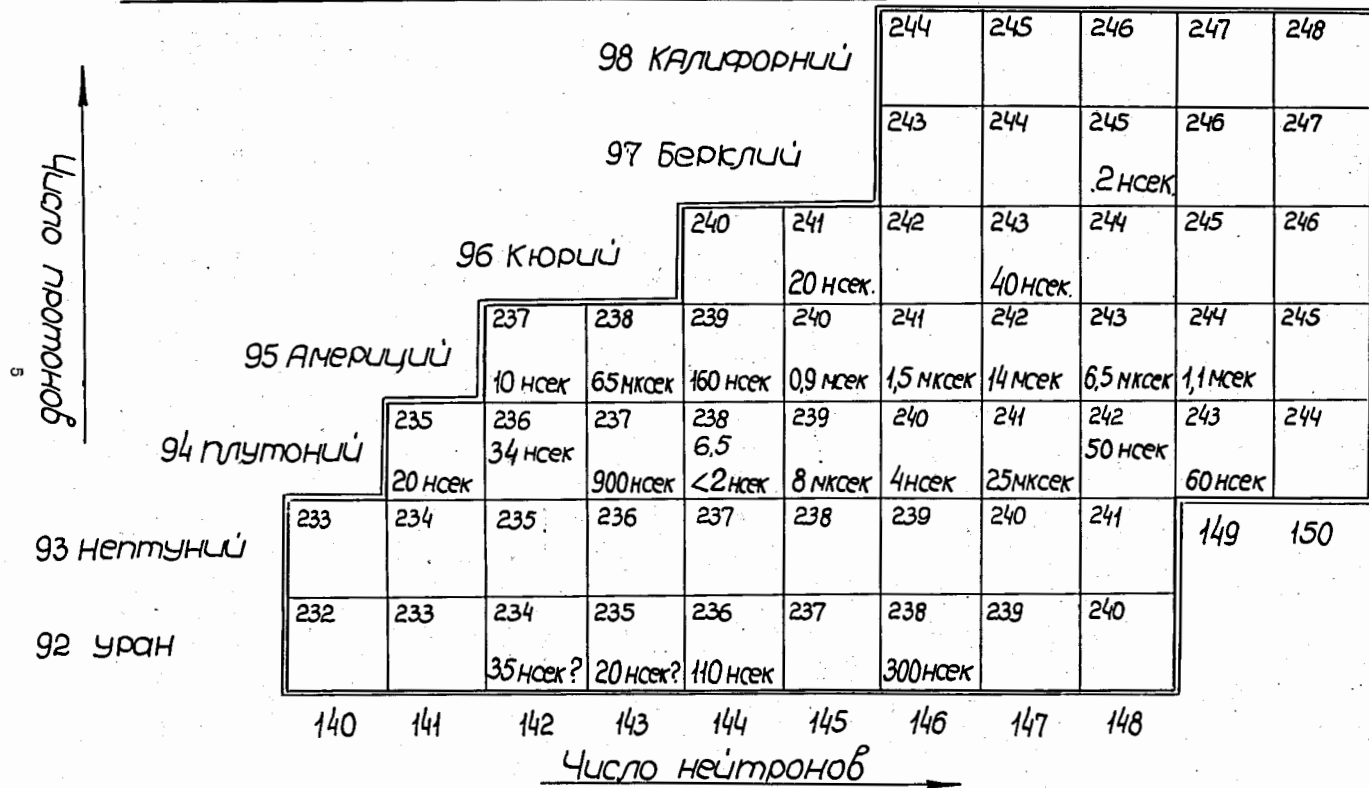 244 245 246 247 248
98 КАЛИФОРНИЙ
243 244 245 246 247
97 БЕРКЛИЙ
2 нсек.
240 241 242 243 244 245 246
96 КЮРИЙ
20 нсек. 40 нсек.
237 238 239 240 241 242 243 244 245
95 АМЕРИЦИЙ
10 нсек 65 мксек 160 нсек 0,9 мсек 1,5 мксек 14 мсек 6,5 мксек 1,1 мсек
235 236 237 238 239 240 241 242 243 244
94 ПЛУТОНИЙ
34 нсек 6,5 50 нсек
20 нсек 900 нсек <2 нсек 8 мксек 4 нсек 25 мксек 60 нсек
233 234 235 236 237 238 239 240 241
93 НЕПТУНИЙ
149 150
232 233 234 235 236 237 238 239 240
92 УРАН
35 нсек? 20 нсек? 110 нсек 300 нсек
140 141 142 143 144 145 146 147 148
Число нейтронов
Число протонов
5